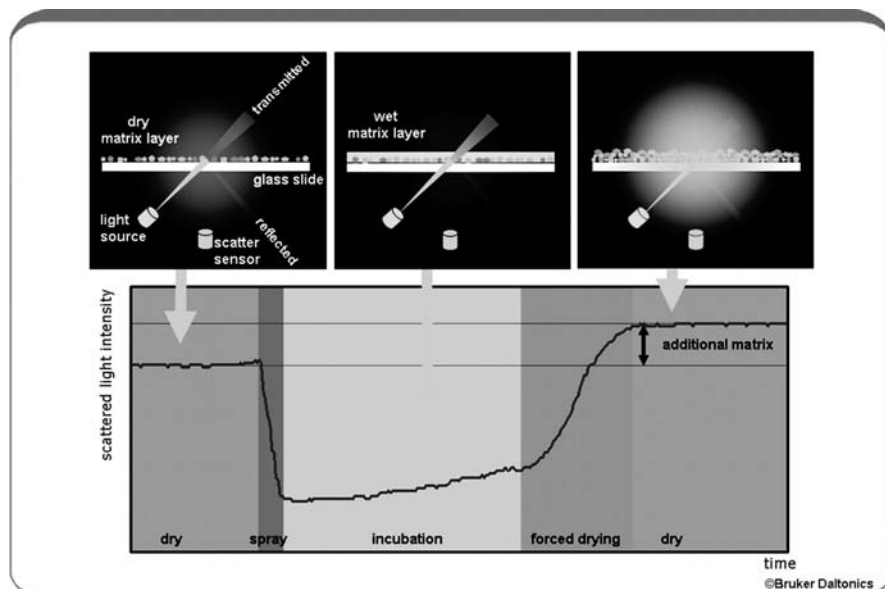 transmitted
dry
matrix layer
glass slide
light
source
scatter
sensor
reflected
wet
matrix layer
scattered light intensity
additional matrix
dry
spray
incubation
forced drying
dry
time
©Bruker Daltonics